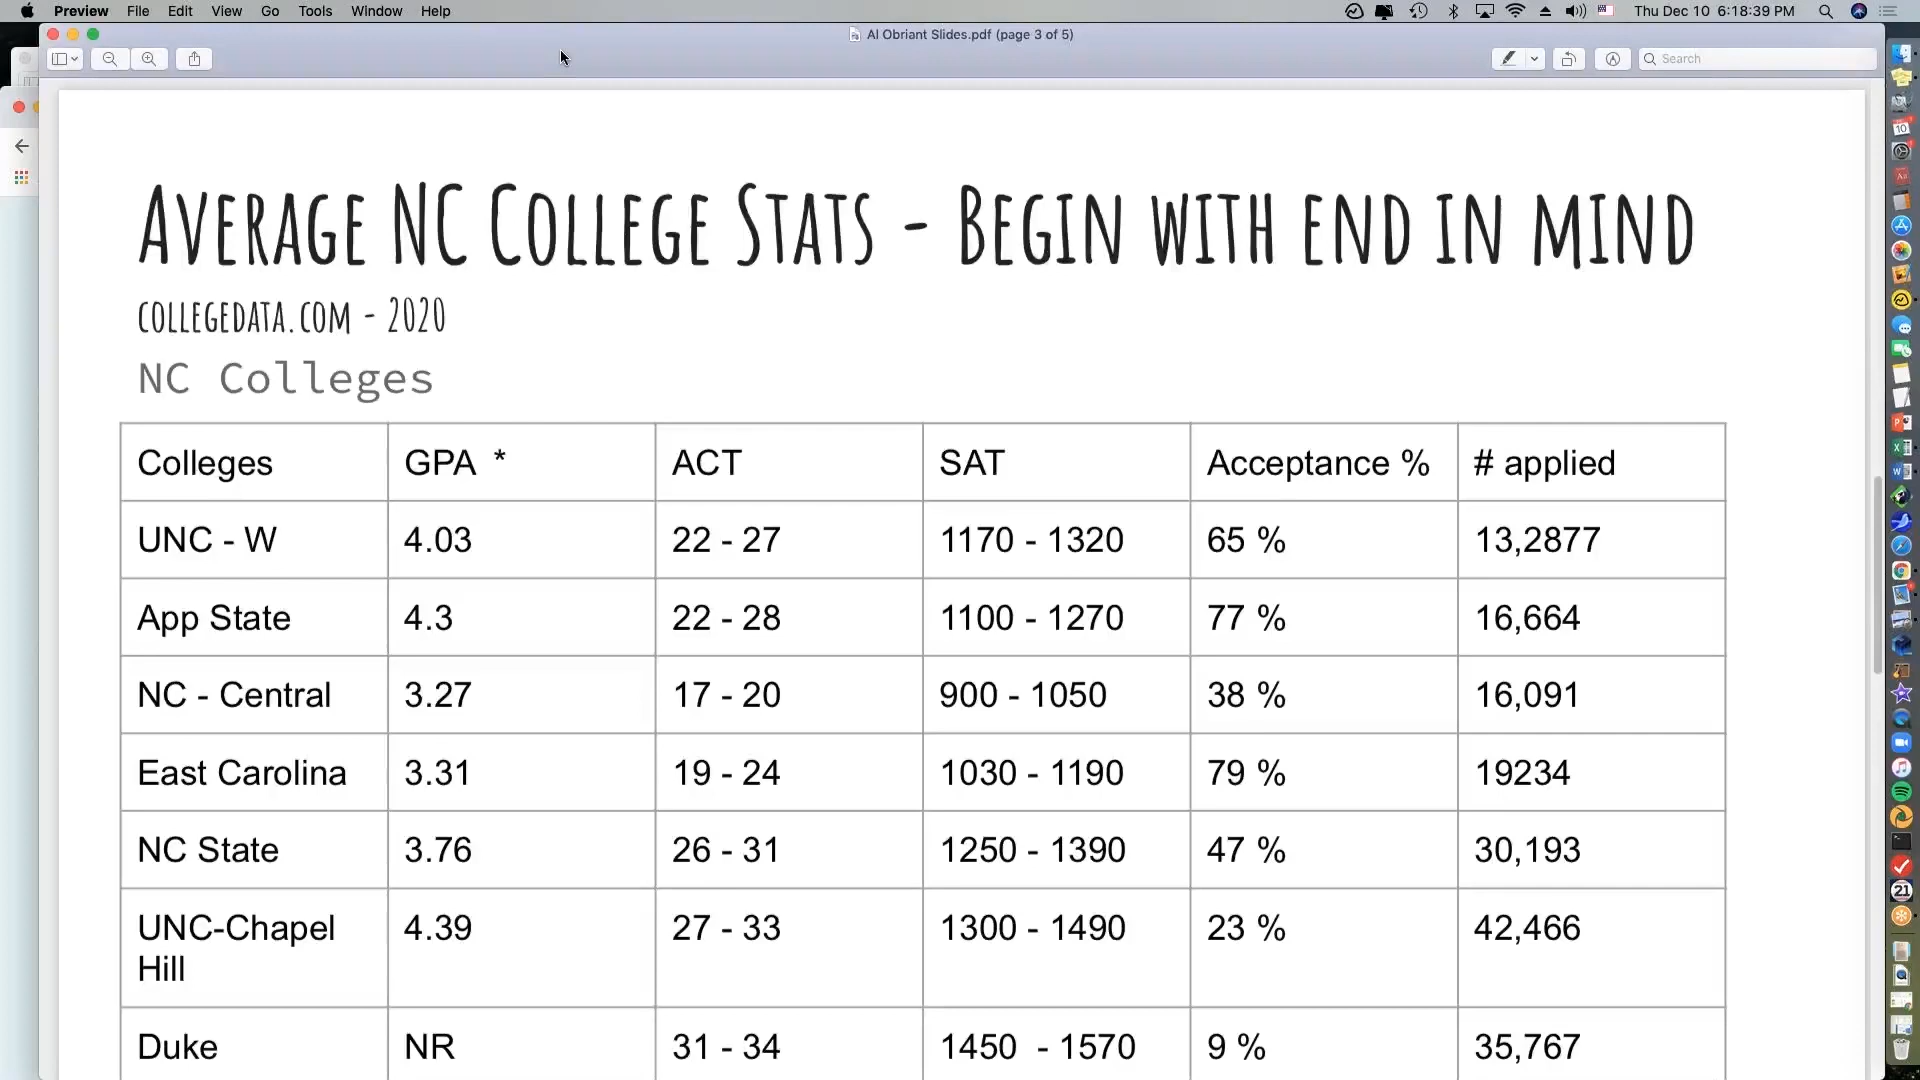 Preview File Edit View Go Tools Window Help Thu Dec 10 6:18:39 PM
Al Obriant Slides.pdf (page 3 of 5)
Search
Average NC College Stats - Begin with end in mind
collegedata.com - 2020
NC Colleges
Colleges GPA * ACT SAT Acceptance % # applied
UNC - W 4.03 22 - 27 1170 - 1320 65 % 13,2877
App State 4.3 22 - 28 1100 - 1270 77 % 16,664
NC - Central 3.27 17 - 20 900 - 1050 38 % 16,091
East Carolina 3.31 19 - 24 1030 - 1190 79 % 19234
NC State 3.76 26 - 31 1250 - 1390 47 % 30,193
UNC-Chapel 4.39 27 - 33 1300 - 1490 23 % 42,466
Hill
Duke NR 31 - 34 1450 - 1570 9 % 35,767
10
21